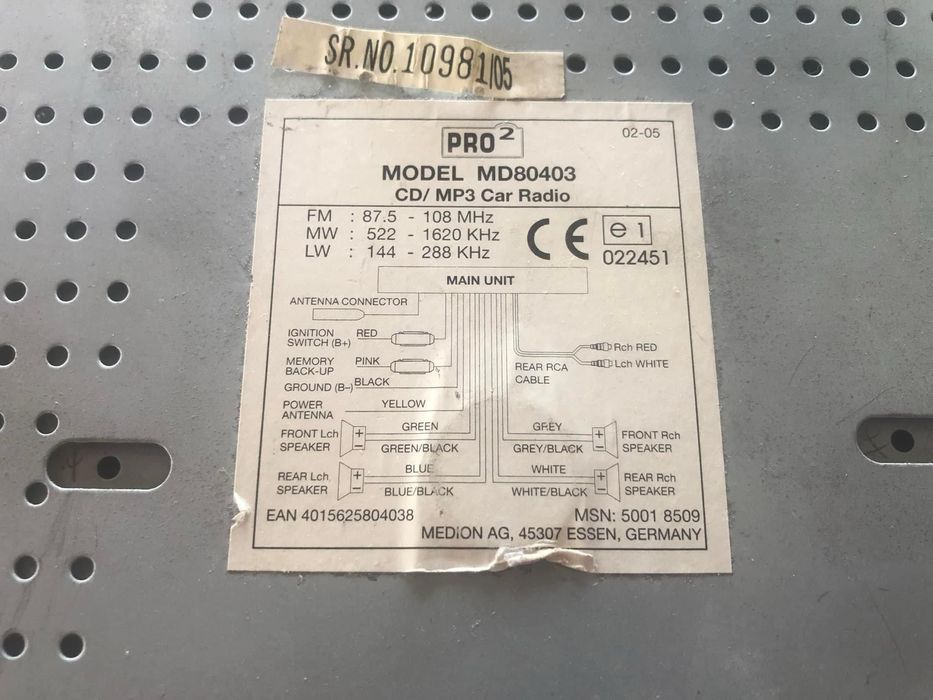 SR.NO.10981/05
PRO2
02-05
MODEL MD80403
CD/ MP3 Car Radio
FM : 87.5 - 108 MHz
MW : 522 - 1620 KHz
LW : 144 - 288 KHz
CE
e1
022451
MAIN UNIT
ANTENNA CONNECTOR
IGNITION RED
SWITCH (B+)
MEMORY PINK
BACK-UP
GROUND (B-) BLACK
POWER YELLOW
ANTENNA
REAR RCA
CABLE
Rch RED
Lch WHITE
GREEN
FRONT Lch
SPEAKER
+
-
GREEN/BLACK
GREY
GREY/BLACK
+
-
FRONT Rch
SPEAKER
BLUE
REAR Lch
SPEAKER
+
-
BLUE/BLACK
WHITE
WHITE/BLACK
+
-
REAR Rch
SPEAKER
EAN 4015625804038
MSN: 5001 8509
MEDION AG, 45307 ESSEN, GERMANY